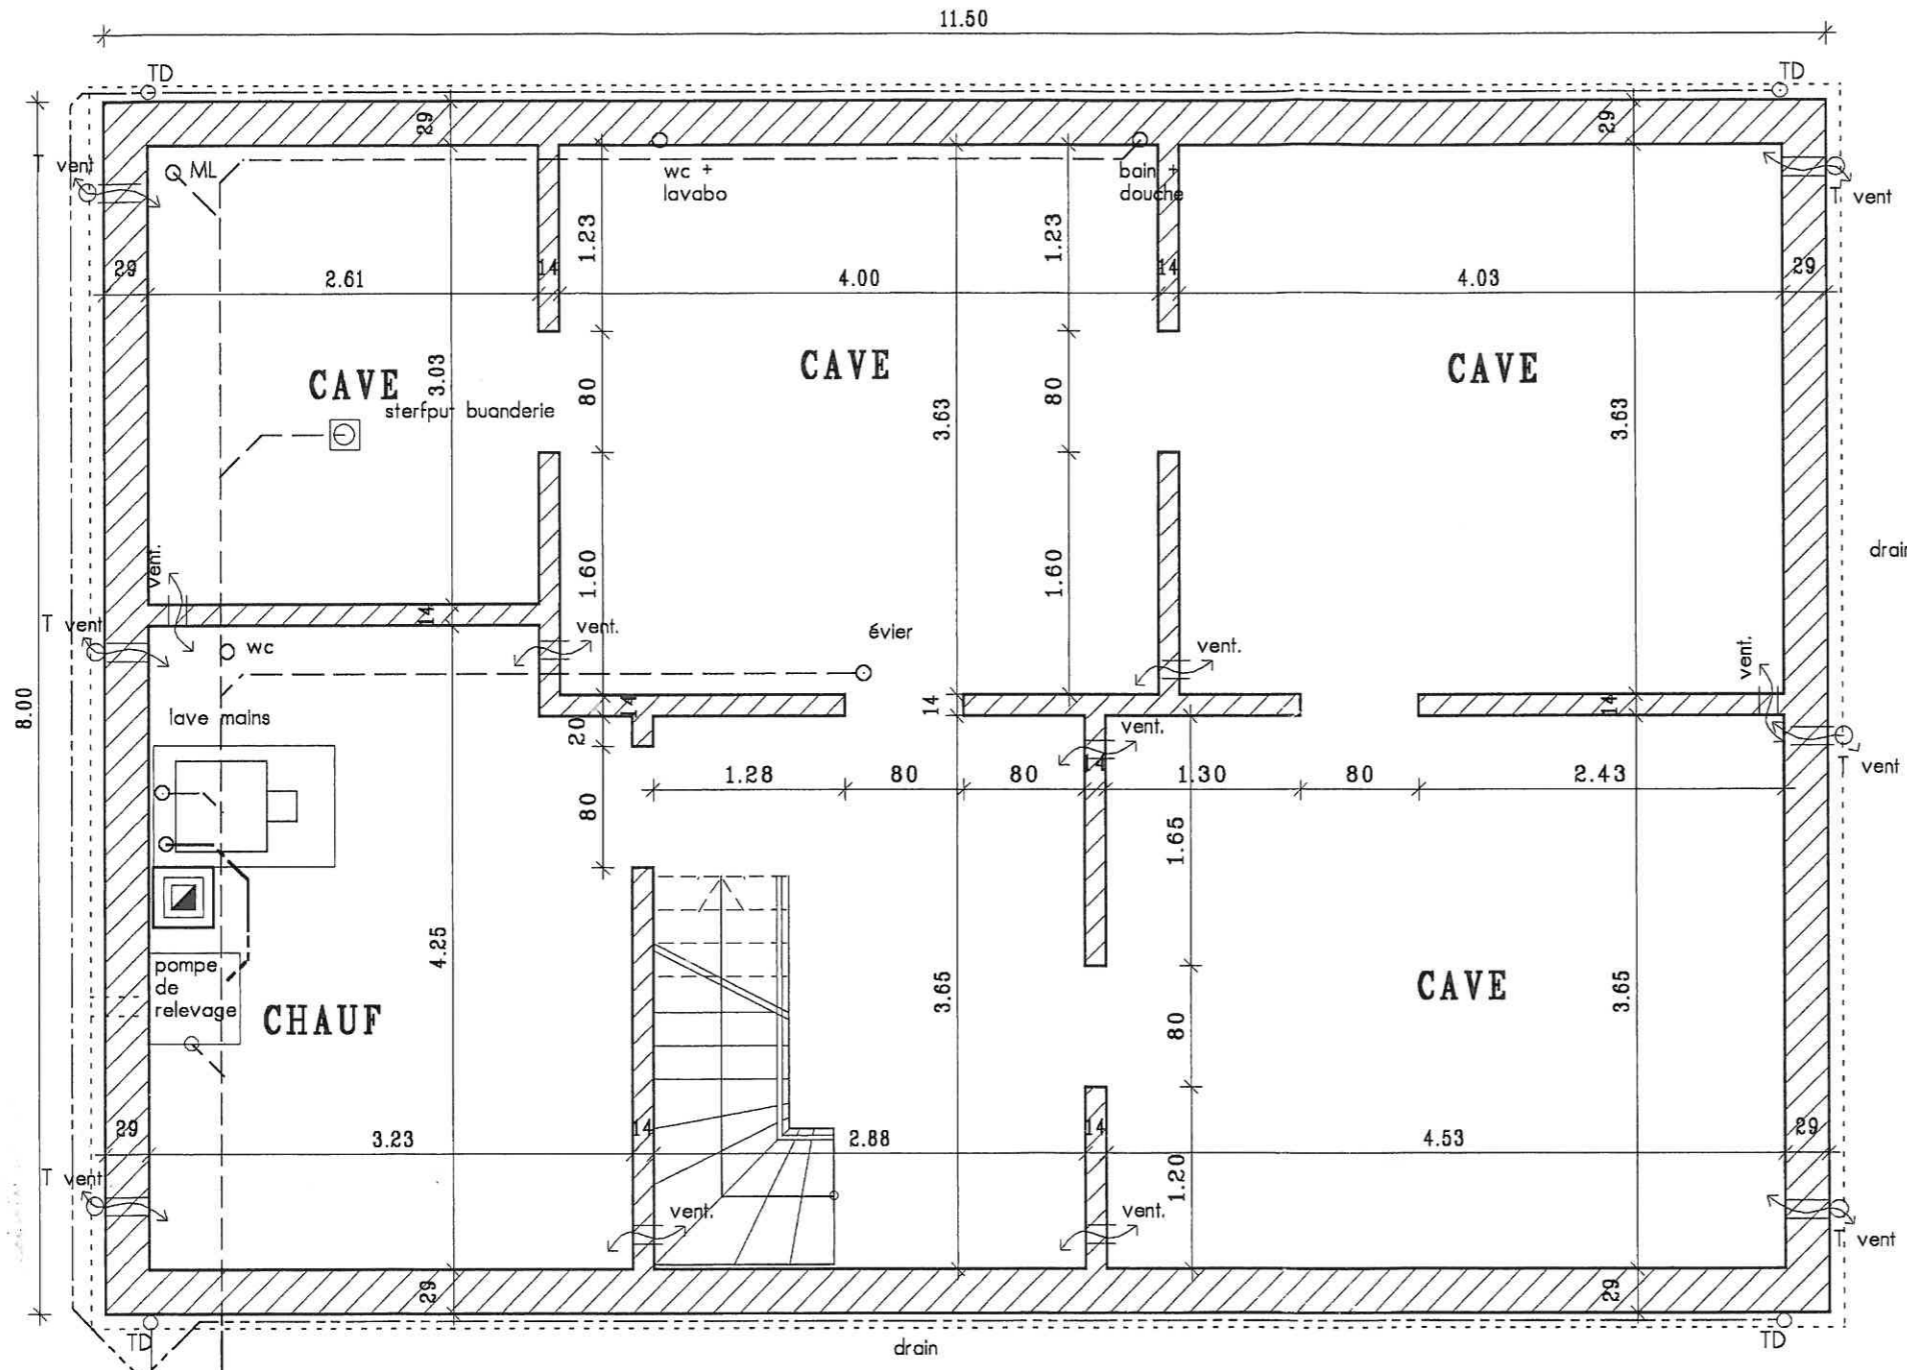 11.50
TD
TD
29
29
T vent
ML
wc +
lavabo
bain +
douche
T vent
1.23
1.23
29
2.61
14
4.00
14
4.03
29
CAVE
3.03
CAVE
CAVE
sterfput buanderie
80
3.63
80
3.63
drain
vent.
1.60
1.60
14
T vent
wc
vent.
évier
vent.
vent.
8.00
lave mains
14
20
14
14
vent.
T vent
80
1.28
80
80
14
1.30
80
2.43
1.65
pompe
de
relevage
CHAUF
4.25
3.65
CAVE
3.65
80
29
3.23
14
2.88
14
4.53
29
T vent
vent.
1.20
vent.
T vent
29
29
TD
drain
TD